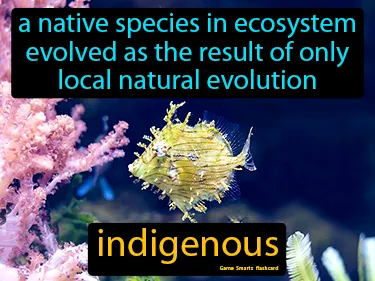 a native species in ecosystem
evolved as the result of only
local natural evolution
indigenous
Game Smartz flashcard